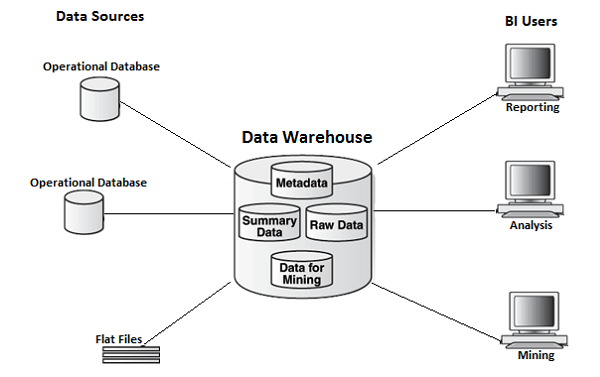 Data Sources
BI Users
Operational Database
Reporting
Data Warehouse
Metadata
Operational Database
Summary
Data
Raw Data
Analysis
Data for
Mining
Flat Files
Mining